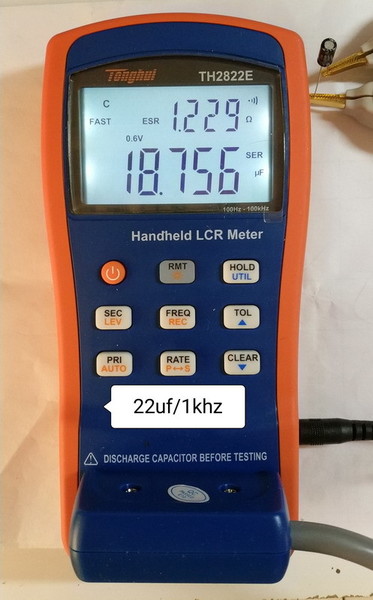 Tonghui
TH2822E
C
FAST
ESR
1.229
Ω
0.6V
18.756
SER
µF
100Hz - 100kHz
Handheld LCR Meter
RMT
HOLD
UTIL
SEC
LEV
FREQ
REC
TOL
PRI
AUTO
RATE
P↔S
CLEAR
22uf/1khz
DISCHARGE CAPACITOR BEFORE TESTING